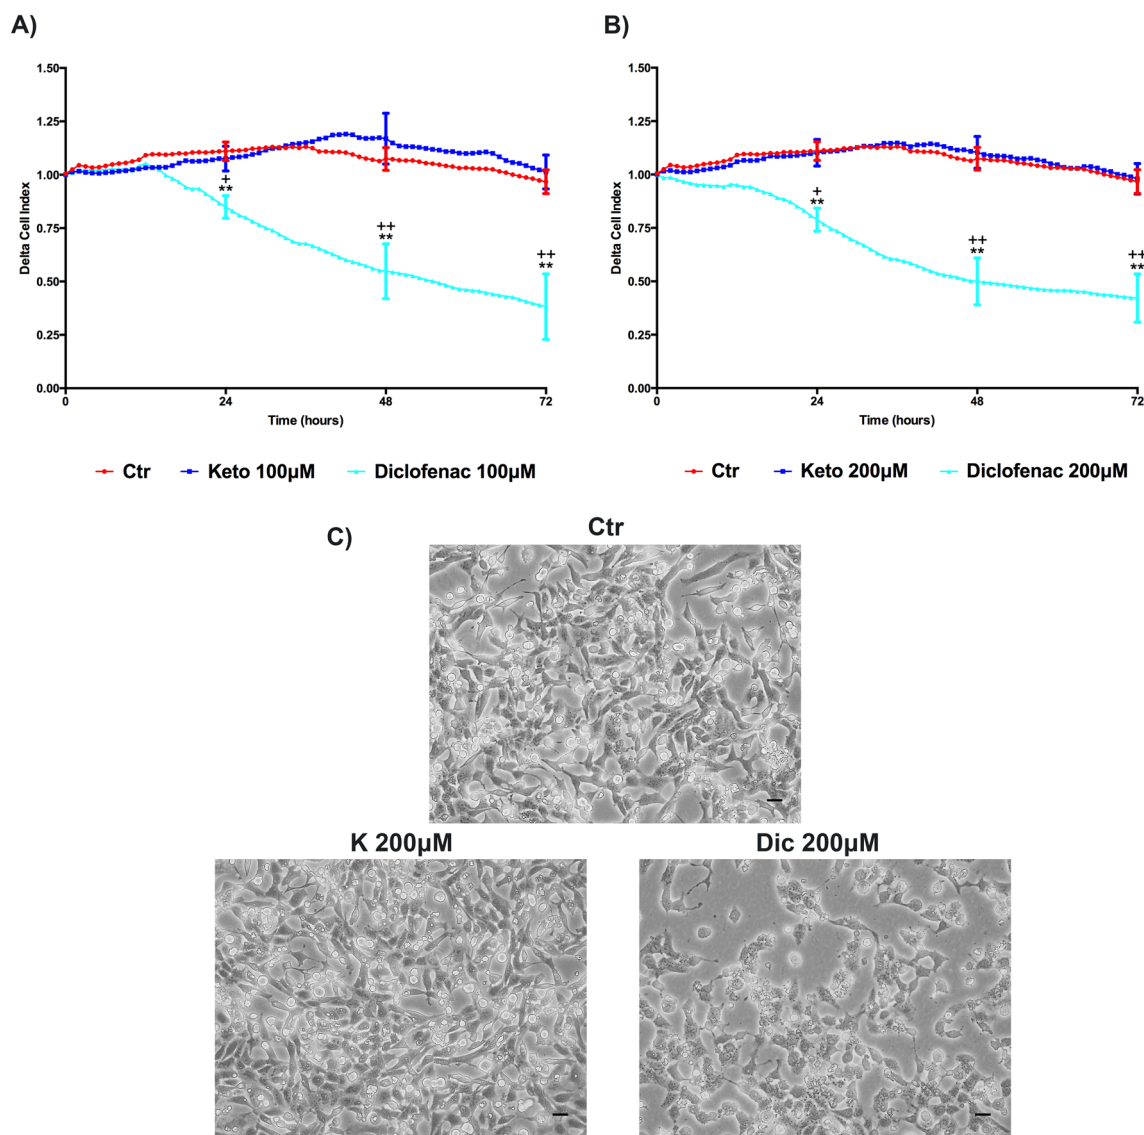 A)
B)
1.50
1.25
1.00
0.75
0.50
0.25
0.00
Delta Cell Index
+
**
++
**
++
**
0
24
48
72
Time (hours)
Ctr
Keto 100µM
Diclofenac 100µM
1.50
1.25
1.00
0.75
0.50
0.25
0.00
Delta Cell Index
+
**
++
**
++
**
0
24
48
72
Time (hours)
Ctr
Keto 200µM
Diclofenac 200µM
C)
Ctr
K 200µM
Dic 200µM